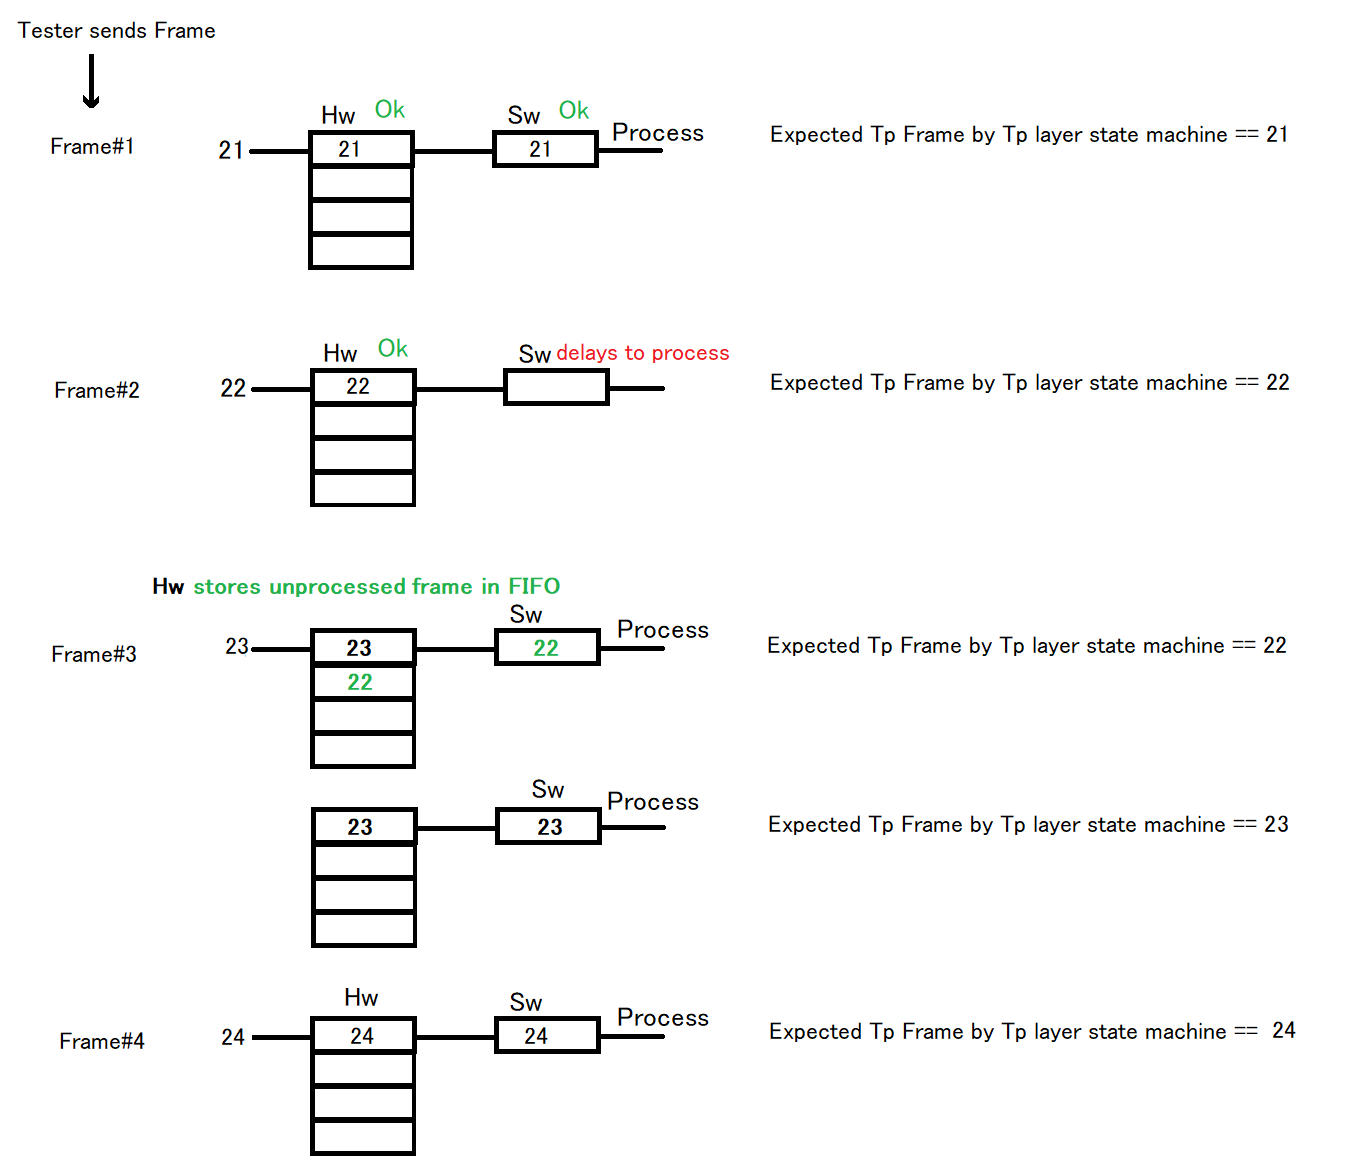 Tester sends Frame
Hw Ok Sw Ok
Frame#1 21 21 21 Process Expected Tp Frame by Tp layer state machine == 21
Hw Ok Sw delays to process
Frame#2 22 22 Expected Tp Frame by Tp layer state machine == 22
Hw stores unprocessed frame in FIFO
Sw
Frame#3 23 23 22 Process Expected Tp Frame by Tp layer state machine == 22
22
Sw
23 23 Process Expected Tp Frame by Tp layer state machine == 23
Hw Sw
Frame#4 24 24 24 Process Expected Tp Frame by Tp layer state machine == 24